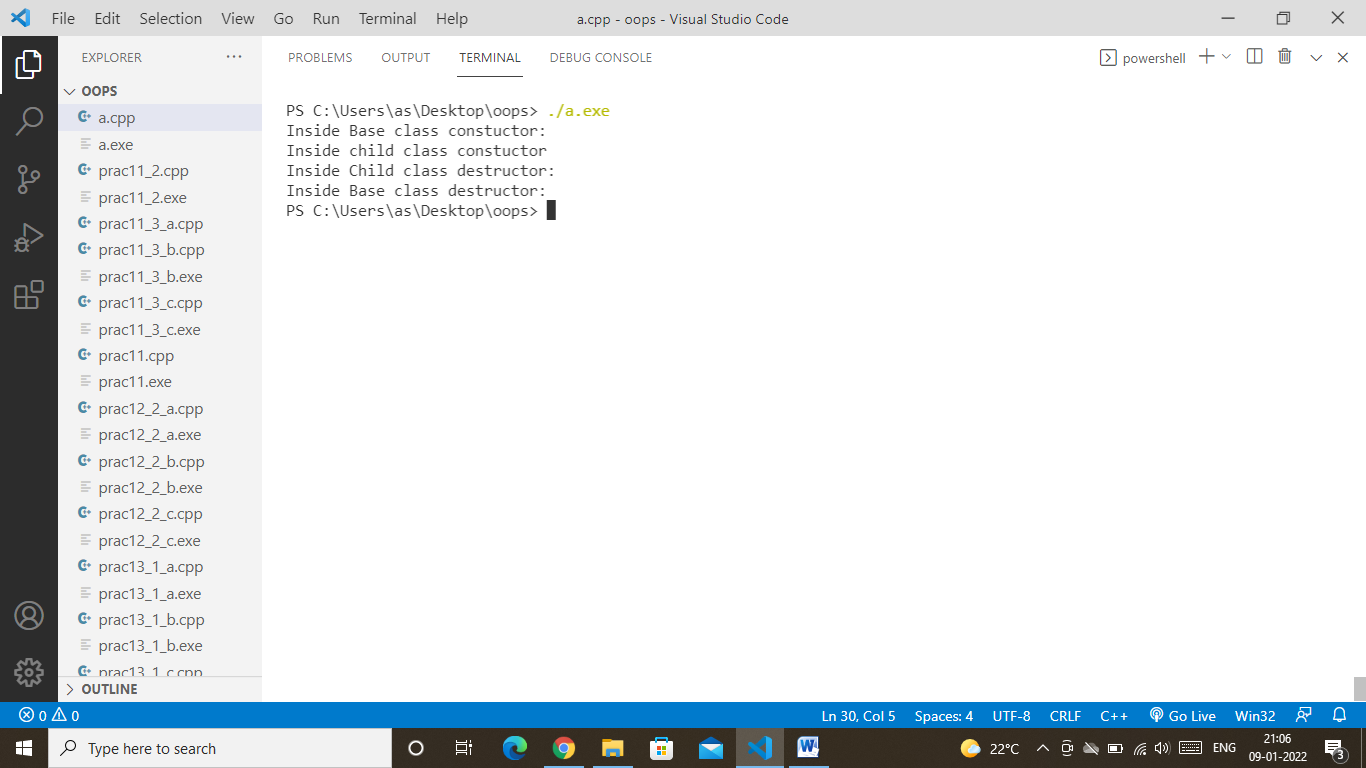 File Edit Selection View Go Run Terminal Help a.cpp - oops - Visual Studio Code
EXPLORER ···
OOPS
a.cpp
a.exe
prac11_2.cpp
prac11_2.exe
prac11_3_a.cpp
prac11_3_b.cpp
prac11_3_b.exe
prac11_3_c.cpp
prac11_3_c.exe
prac11.cpp
prac11.exe
prac12_2_a.cpp
prac12_2_a.exe
prac12_2_b.cpp
prac12_2_b.exe
prac12_2_c.cpp
prac12_2_c.exe
prac13_1_a.cpp
prac13_1_a.exe
prac13_1_b.cpp
prac13_1_b.exe
prac13_1_c.cpp
OUTLINE
PROBLEMS OUTPUT TERMINAL DEBUG CONSOLE powershell
PS C:\Users\as\Desktop\oops> ./a.exe
Inside Base class constuctor:
Inside child class constuctor
Inside Child class destructor:
Inside Base class destructor:
PS C:\Users\as\Desktop\oops>
0 0 Ln 30, Col 5 Spaces: 4 UTF-8 CRLF C++ Go Live Win32
Type here to search 22°C ENG 21:06
09-01-2022 3